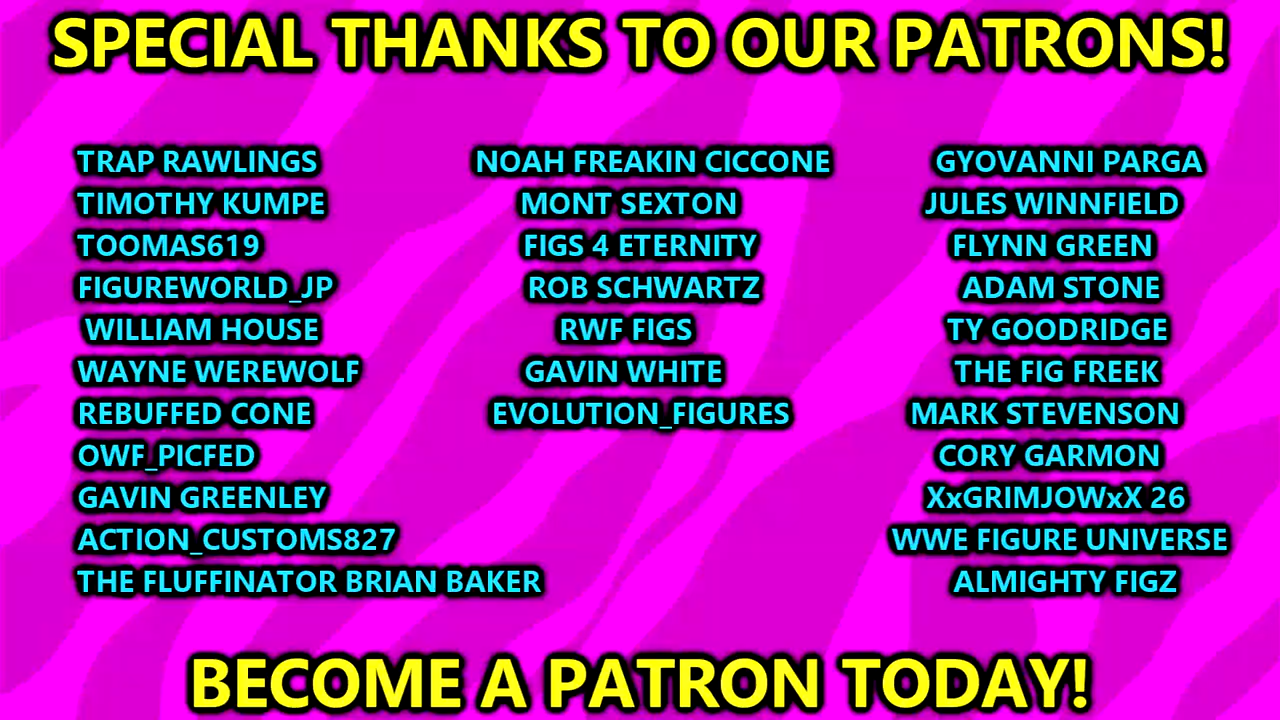 SPECIAL THANKS TO OUR PATRONS!
TRAP RAWLINGS
TIMOTHY KUMPE
TOOMAS619
FIGUREWORLD_JP
WILLIAM HOUSE
WAYNE WEREWOLF
REBUFFED CONE
OWF_PICFED
GAVIN GREENLEY
ACTION_CUSTOMS827
THE FLUFFINATOR BRIAN BAKER
NOAH FREAKIN CICCONE
MONT SEXTON
FIGS 4 ETERNITY
ROB SCHWARTZ
RWF FIGS
GAVIN WHITE
EVOLUTION_FIGURES
GYOVANNI PARGA
JULES WINNFIELD
FLYNN GREEN
ADAM STONE
TY GOODRIDGE
THE FIG FREEK
MARK STEVENSON
CORY GARMON
XxGRIMJOWxX 26
WWE FIGURE UNIVERSE
ALMIGHTY FIGZ
BECOME A PATRON TODAY!